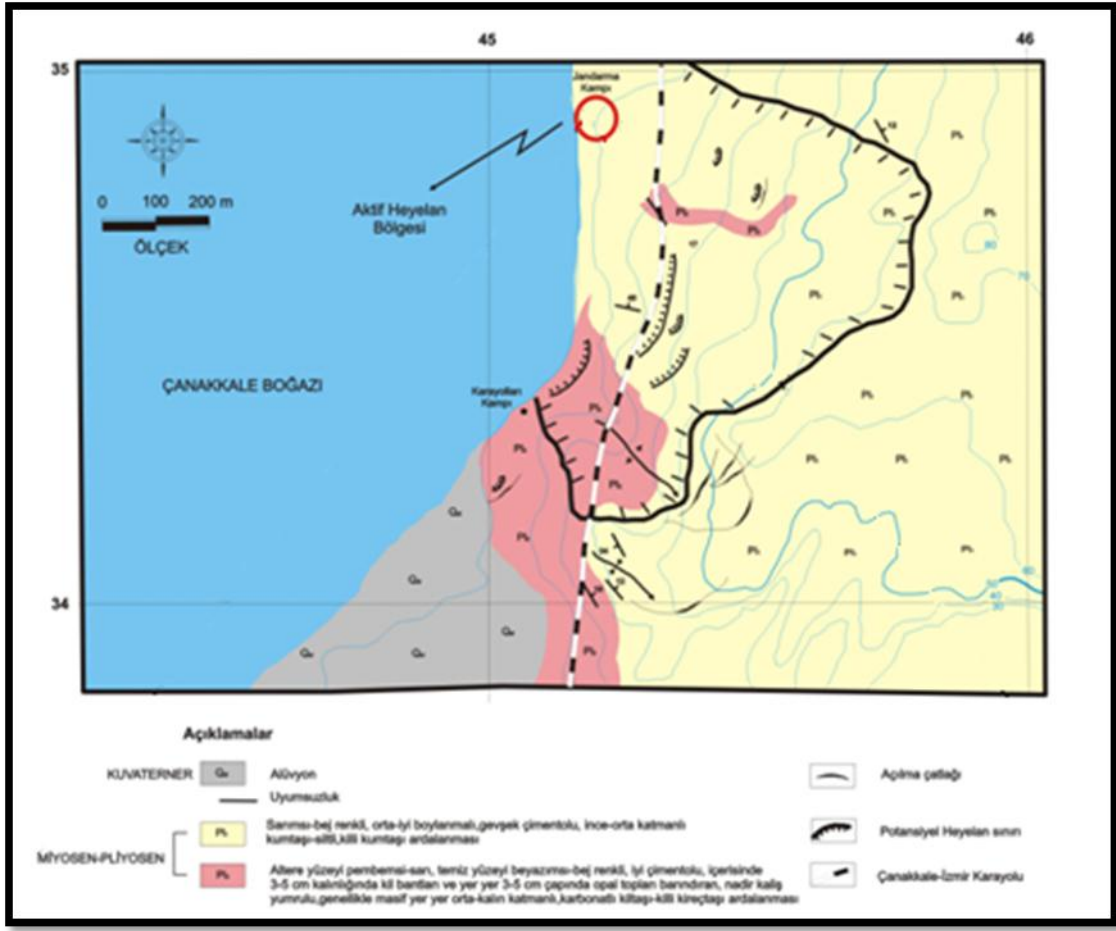 45 46
35
Jandarma
Kampı
0 100 200 m
ÖLÇEK
Aktif Heyelan
Bölgesi
80
70
ÇANAKKALE BOĞAZI
Karayolları
Kampı
34
Açıklamalar
KUVATERNER
Alüvyon
Uyumsuzluk
Sarımsı-bej renkli, orta-iyi boylanmalı,gevşek çimentolu, ince-orta katmanlı
kumtaşı-siltli,killi kumtaşı ardalanması
MİYOSEN-PLİYOSEN
Altere yüzeyi pembemsi-sarı, temiz yüzeyi beyazımsı-bej renkli, iyi çimentolu, içerisinde
3-5 cm kalınlığında kil bantları ve yer yer 3-5 cm çapında opal topları barındıran, nadir kalış
yumrulu,genellikle masif yer yer orta-kalın katmanlı,karbonatlı kiltaşı-killi kireçtaşı ardalanması
Açılma çatlağı
Potansiyel Heyelan sınırı
Çanakkale-İzmir Karayolu